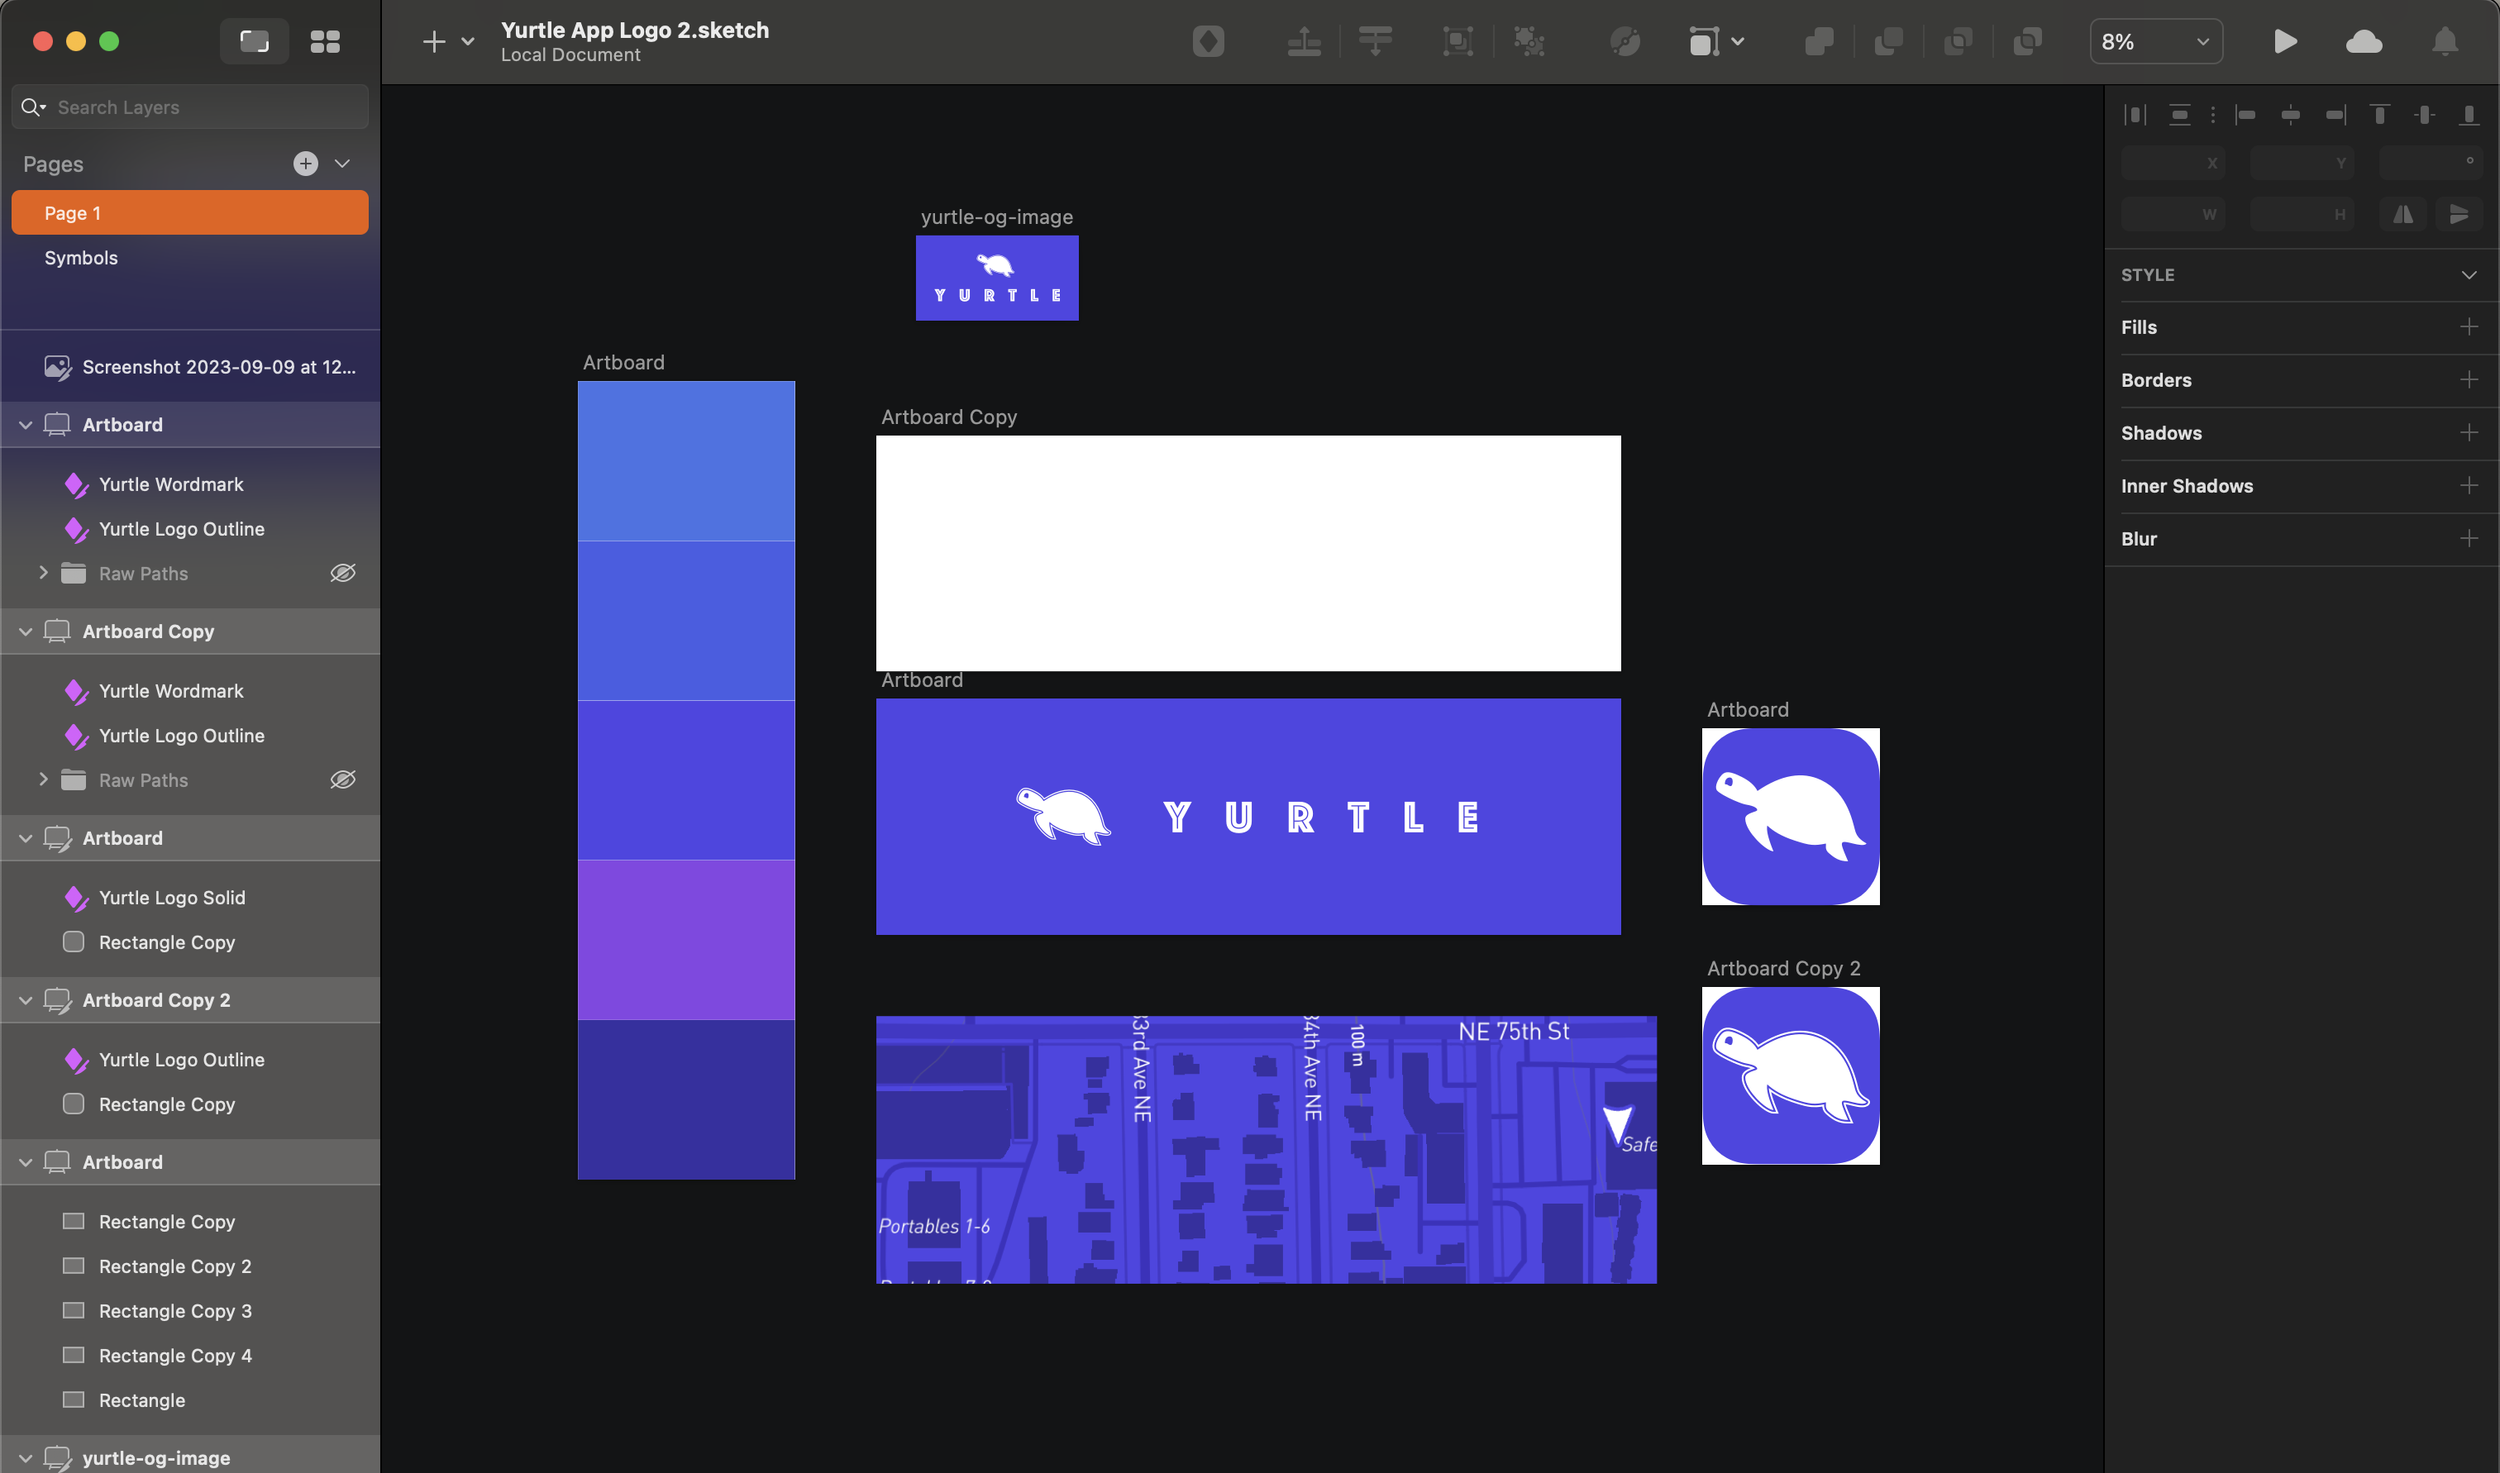 Yurtle App Logo 2.sketch
Local Document
8%
Search Layers
Pages
Page 1
Symbols
Screenshot 2023-09-09 at 12...
Artboard
Yurtle Wordmark
Yurtle Logo Outline
Raw Paths
Artboard Copy
Yurtle Wordmark
Yurtle Logo Outline
Raw Paths
Artboard
Yurtle Logo Solid
Rectangle Copy
Artboard Copy 2
Yurtle Logo Outline
Rectangle Copy
Artboard
Rectangle Copy
Rectangle Copy 2
Rectangle Copy 3
Rectangle Copy 4
Rectangle
yurtle-og-image
yurtle-og-image
YURTLE
Artboard
Artboard Copy
Artboard
YURTLE
Artboard
Artboard Copy 2
33rd Ave NE
34th Ave NE
100 m
NE 75th St
Safe
Portables 1-6
X
Y
°
W
H
STYLE
Fills
Borders
Shadows
Inner Shadows
Blur